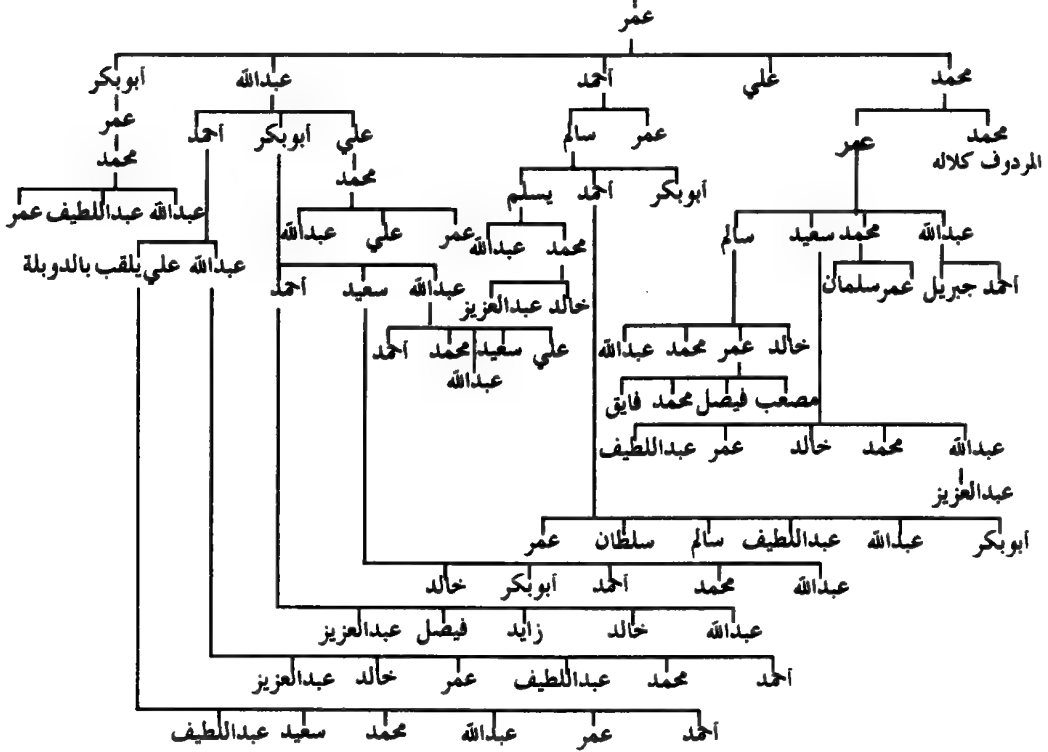 عمر
محمد علي أحمد عبدالله أبوبكر
محمد عمر عمر سالم علي أبوبكر أحمد عمر
المردوف كلاله
محمد محمد
أبوبكر أحمد يسلم
عبدالله عبداللطيف عمر
عبدالله محمد سعيد سالم محمد عبدالله عمر علي عبدالله
عبدالله علي يلقب بالدوبلة
أحمد جبريل عمر سلمان خالد عبدالعزيز عبدالله سعيد أحمد
خالد عمر محمد عبدالله علي سعيد محمد أحمد
عبدالله
مصعب فيصل محمد فايق
عبدالله محمد خالد عمر عبداللطيف
عبدالعزيز
أبوبكر عبدالله عبداللطيف سالم سلطان عمر
عبدالله محمد أحمد أبوبكر خالد
عبدالله خالد زايد فيصل عبدالعزيز
أحمد محمد عبداللطيف عمر خالد عبدالعزيز
أحمد عمر عبدالله محمد سعيد عبداللطيف